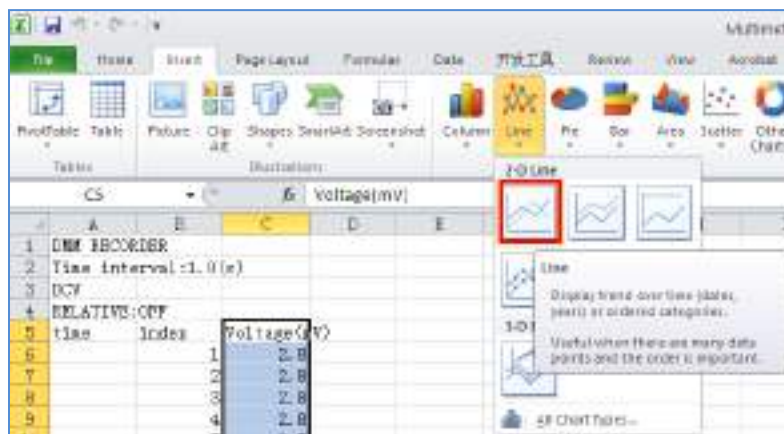 Multimet
File Home Insert Page Layout Formulas Data 开发工具 Review View Acrobat
PivotTable Table Picture Clip Art Shapes SmartArt Screenshot Column Line Pie Bar Area Scatter Other Charts
Tables Illustrations
2-D Line
C5 fx Voltage(mV)
A B C D E
1 DMM RECORDER
2 Time interval:1.0(s)
3 DCV
4 RELATIVE:OFF
5 time index Voltage(mV)
6 1 2.8
7 2 2.8
8 3 2.8
9 4 2.8
Line
Display trend over time (dates, years) or ordered categories.
Useful when there are many data points and the order is important.
3-D
All Chart Types...